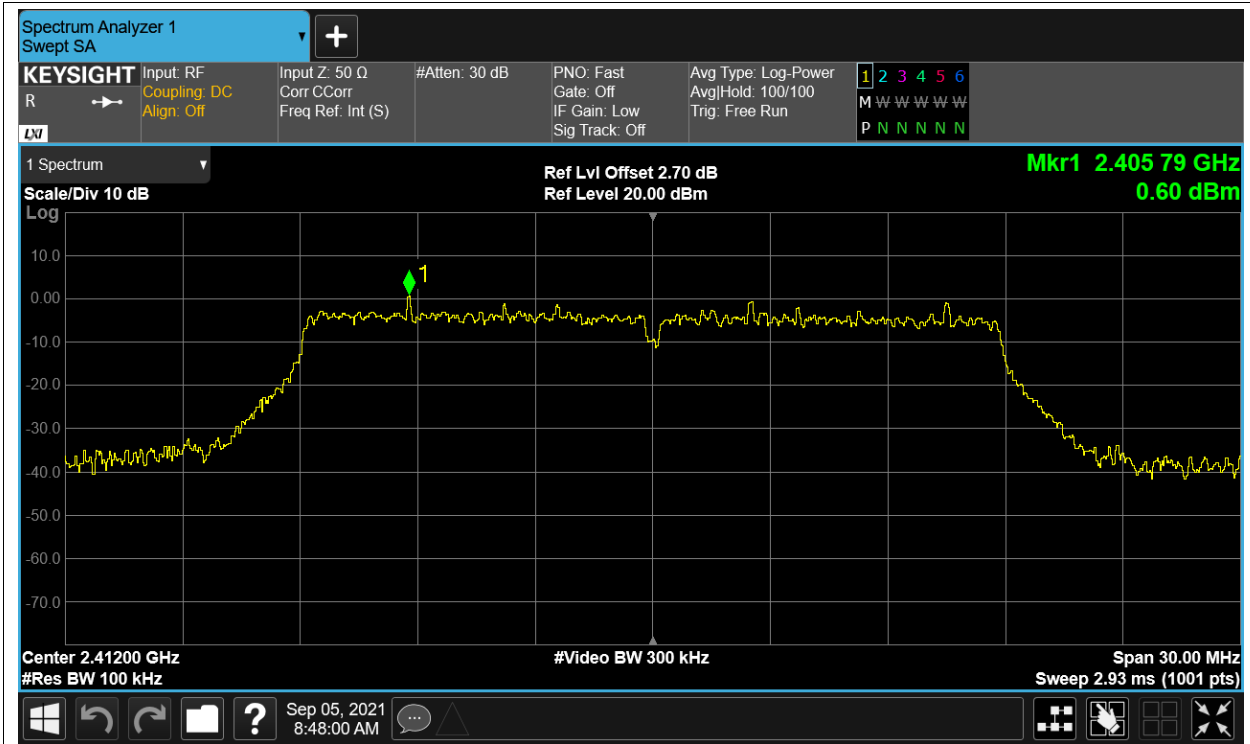 Spectrum Analyzer 1
Swept SA
KEYSIGHT
R
LXI
Input: RF
Coupling: DC
Align: Off
Input Z: 50 Ω
Corr CCorr
Freq Ref: Int (S)
#Atten: 30 dB
PNO: Fast
Gate: Off
IF Gain: Low
Sig Track: Off
Avg Type: Log-Power
Avg|Hold: 100/100
Trig: Free Run
1 2 3 4 5 6
M W W W W W
P N N N N N
1 Spectrum
Scale/Div 10 dB
Ref Lvl Offset 2.70 dB
Ref Level 20.00 dBm
Mkr1 2.405 79 GHz
0.60 dBm
Log
10.0
0.00
-10.0
-20.0
-30.0
-40.0
-50.0
-60.0
-70.0
1
Center 2.41200 GHz
#Res BW 100 kHz
#Video BW 300 kHz
Span 30.00 MHz
Sweep 2.93 ms (1001 pts)
?
Sep 05, 2021
8:48:00 AM